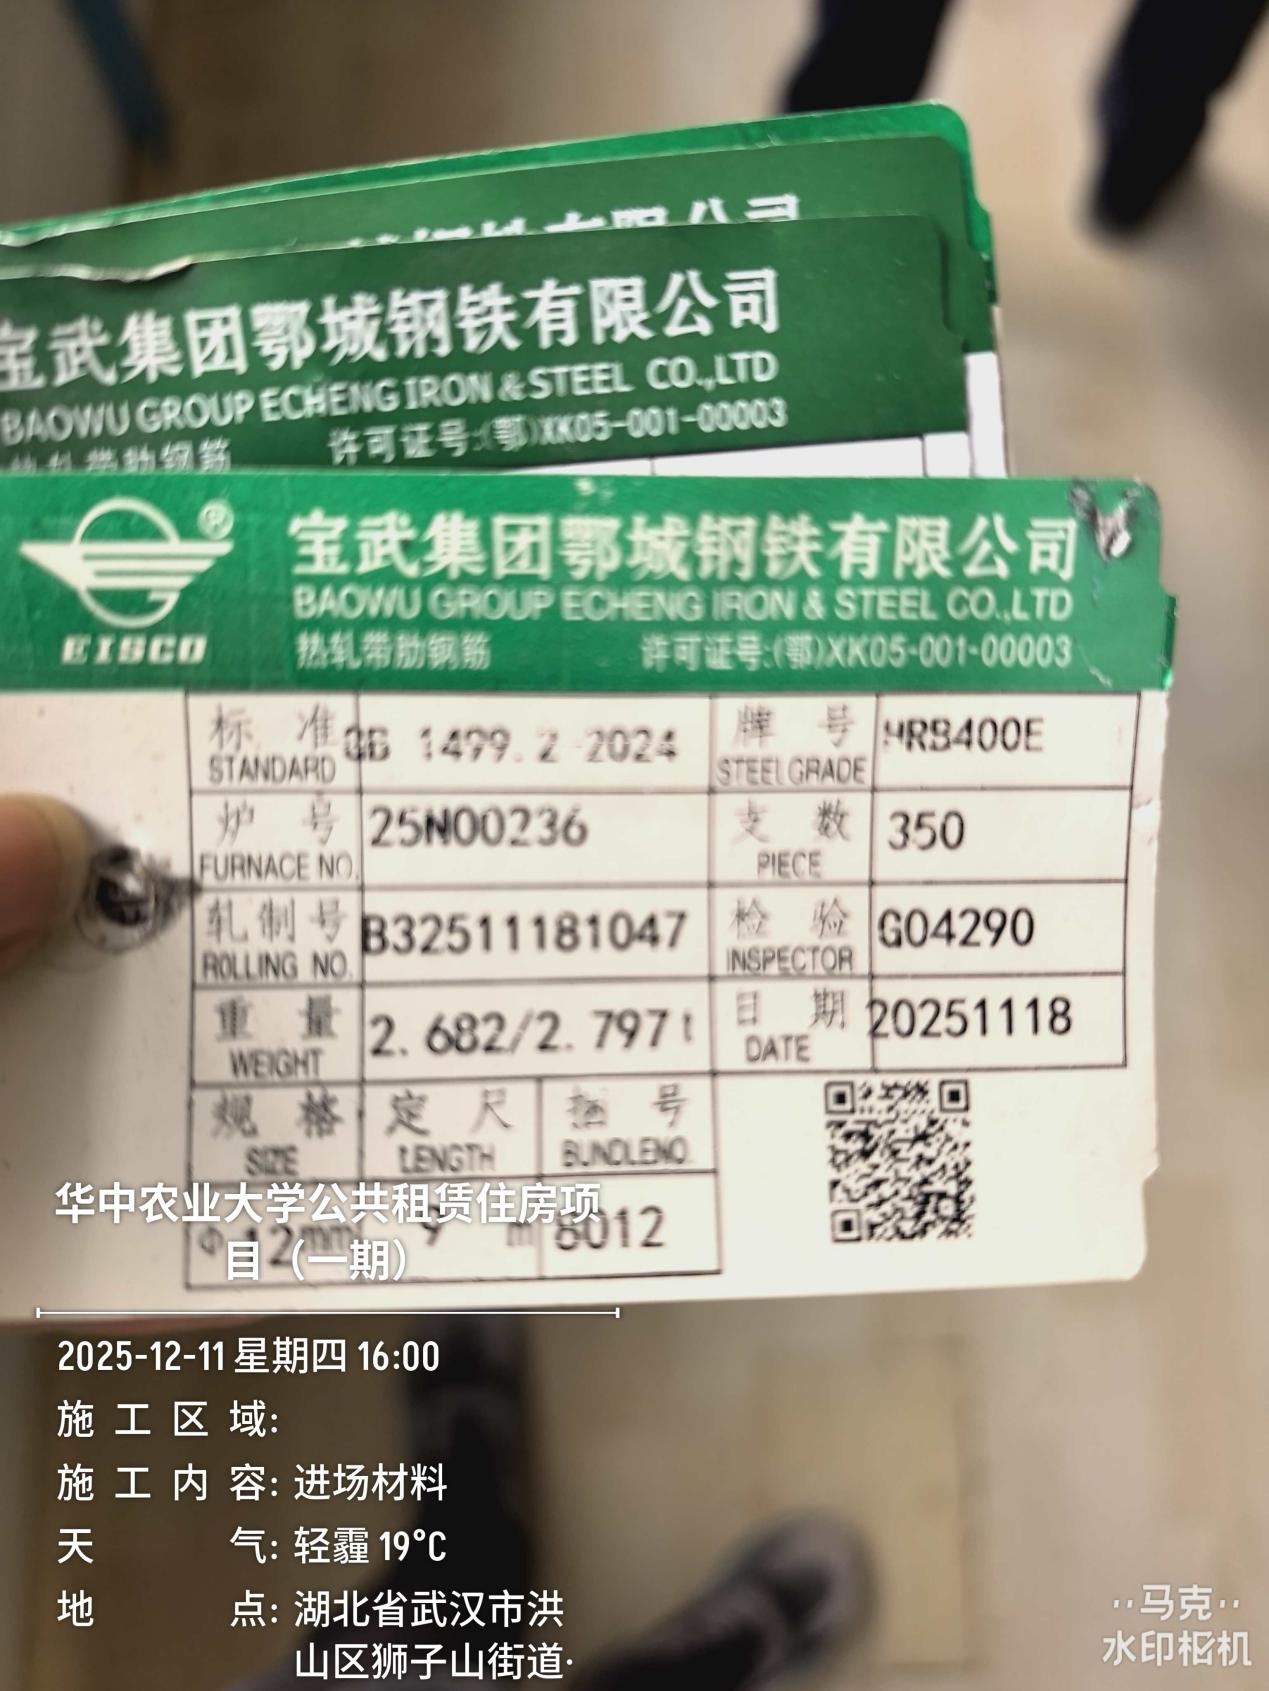 宝武集团鄂城钢铁有限公司
BAOWU GROUP ECHENG IRON & STEEL CO.,LTD
热轧带肋钢筋 许可证号:(鄂)XK05-001-00003
® 宝武集团鄂城钢铁有限公司
BAOWU GROUP ECHENG IRON & STEEL CO.,LTD
EISCO 热轧带肋钢筋 许可证号:(鄂)XK05-001-00003
标准 GB 1499.2-2024 牌号 HRB400E
STANDARD STEEL GRADE
炉号 25N00236 支数 350
FURNACE NO. PIECE
轧制号 B32511181047 检验 G04290
ROLLING NO. INSPECTOR
重量 2.682/2.797t 日期 20251118
WEIGHT DATE
规格 定尺 捆号
SIZE LENGTH BUNDLENO.
Φ12mm 9 m 8012
华中农业大学公共租赁住房项
目（一期）
2025-12-11 星期四 16:00
施工区域:
施工内容: 进场材料
天气: 轻霾 19°C
地点: 湖北省武汉市洪
山区狮子山街道·
马克
水印相机